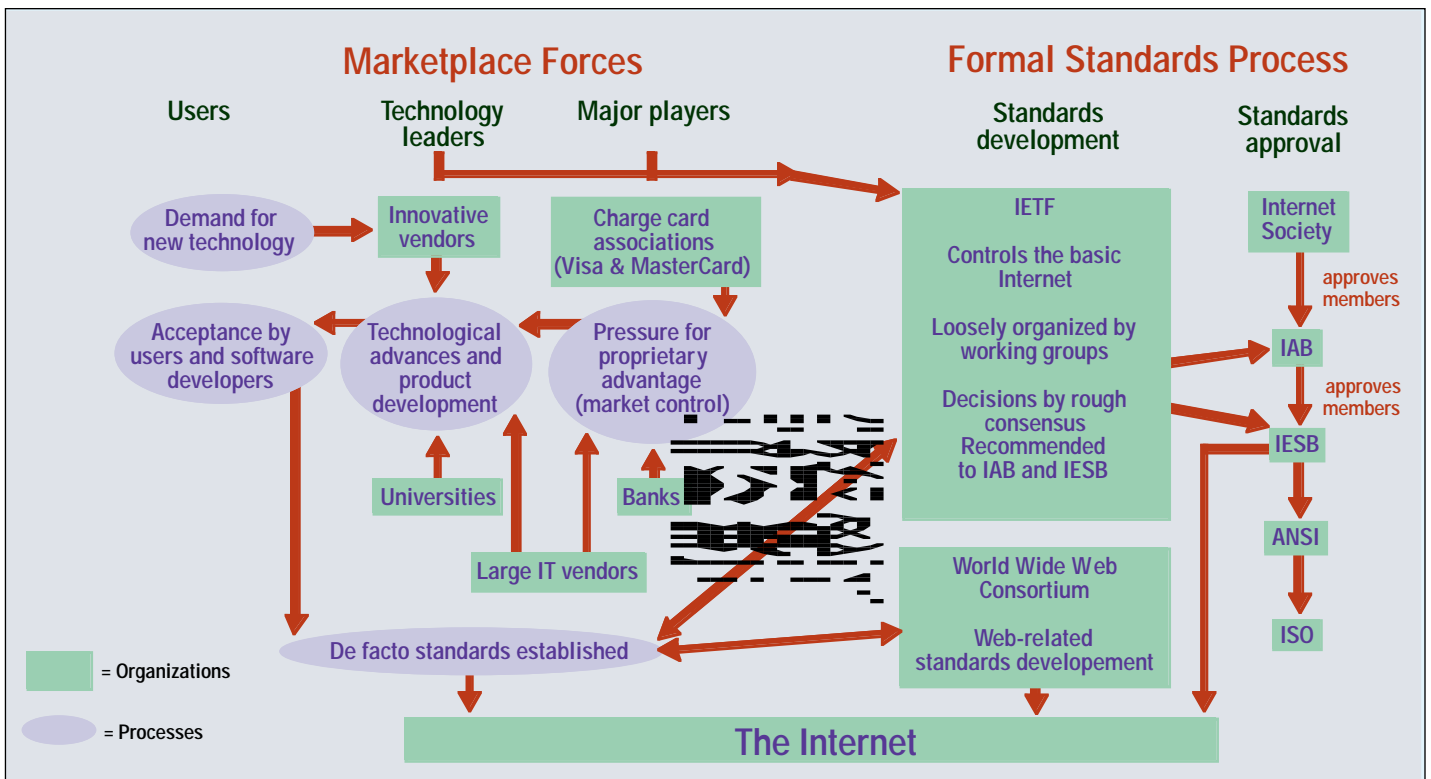 Marketplace Forces
Formal Standards Process
Users
Technology
leaders
Major players
Standards
development
Standards
approval
Demand for
new technology
Innovative
vendors
Charge card
associations
(Visa & MasterCard)
Acceptance by
users and software
developers
Technological
advances and
product
development
Pressure for
proprietary
advantage
(market control)
Universities
Banks
Large IT vendors
De facto standards established
IETF
Controls the basic
Internet
Loosely organized by
working groups
Decisions by rough
consensus
Recommended
to IAB and IESB
World Wide Web
Consortium
Web-related
standards developement
Internet
Society
approves
members
IAB
approves
members
IESB
ANSI
ISO
= Organizations
= Processes
The Internet